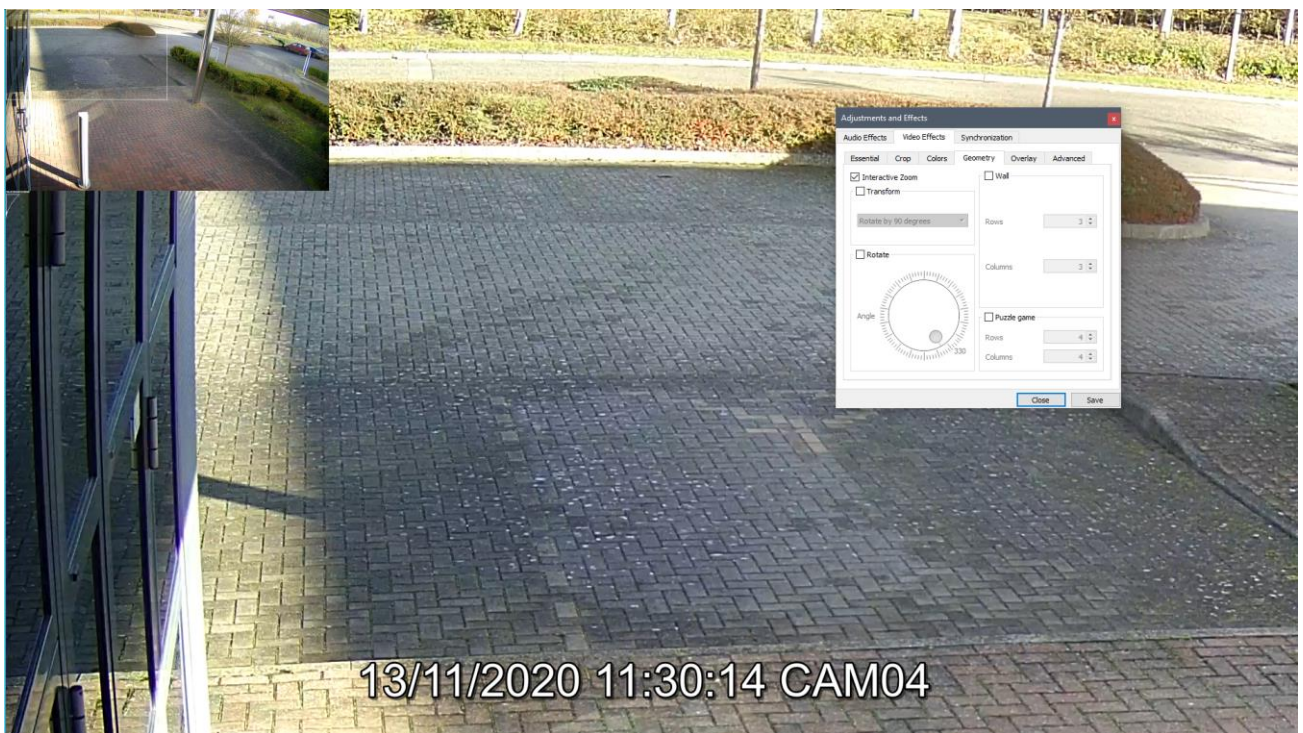 Adjustments and Effects
x
Audio Effects Video Effects Synchronization
Essential Crop Colors Geometry Overlay Advanced
Interactive Zoom
Transform
Rotate by 90 degrees
Rotate
Angle
330
Wall
Rows 3
Columns 3
Puzzle game
Rows 4
Columns 4
Close Save
13/11/2020 11:30:14 CAM04